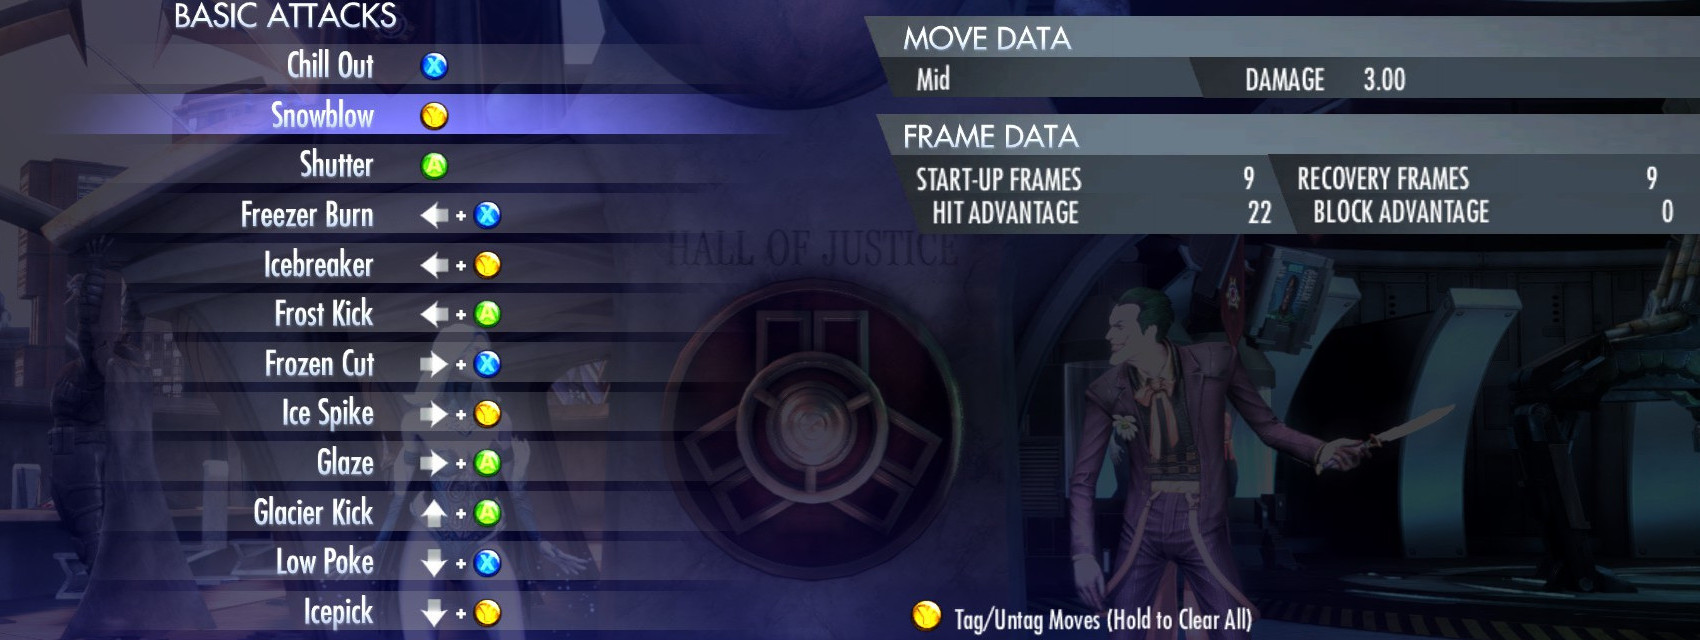 BASIC ATTACKS
Chill Out X
Snowblow Y
Shutter A
Freezer Burn + X
Icebreaker + Y
Frost Kick + A
Frozen Cut + X
Ice Spike + Y
Glaze + A
Glacier Kick + A
Low Poke + X
Icepick + Y
MOVE DATA
Mid DAMAGE 3.00
FRAME DATA
START-UP FRAMES 9 RECOVERY FRAMES 9
HIT ADVANTAGE 22 BLOCK ADVANTAGE 0
HALL OF JUSTICE
Y Tag/Untag Moves (Hold to Clear All)